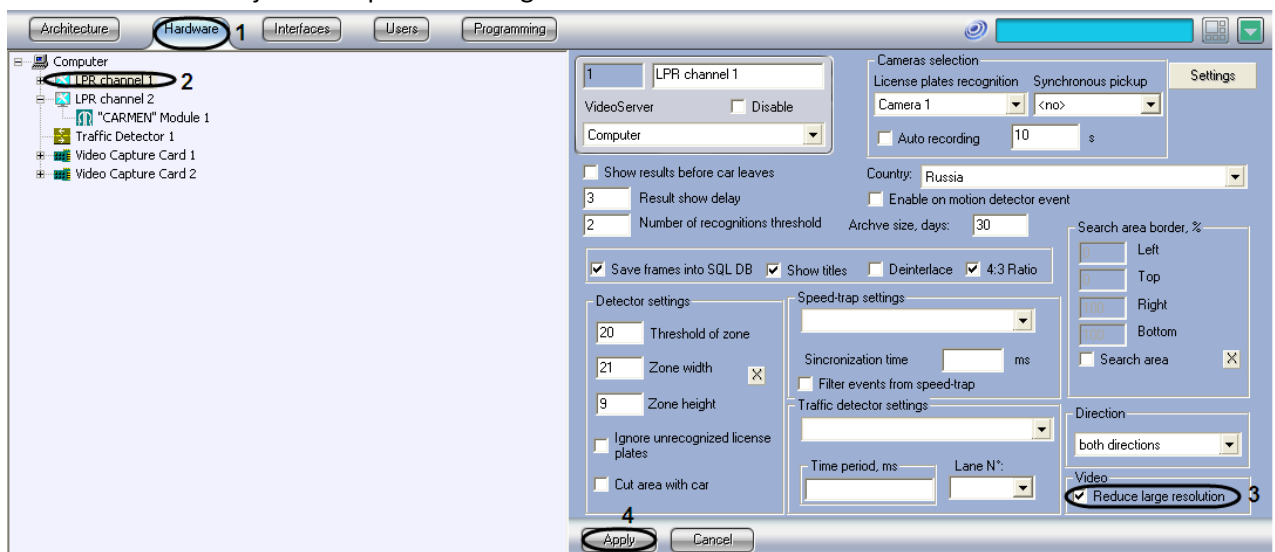 Architecture Hardware 1 Interfaces Users Programming
Computer
LPR channel 1 2
LPR channel 2
"CARMEN" Module 1
Traffic Detector 1
Video Capture Card 1
Video Capture Card 2
1 LPR channel 1
VideoServer Disable
Computer
Cameras selection
License plates recognition Synchronous pickup
Camera 1 <no>
Auto recording 10 s
Settings
Show results before car leaves
3 Result show delay
2 Number of recognitions threshold
Country: Russia
Enable on motion detector event
Archve size, days: 30
Save frames into SQL DB Show titles Deinterlace 4:3 Ratio
Search area border, %
0 Left
0 Top
100 Right
100 Bottom
Search area X
Detector settings
20 Threshold of zone
21 Zone width X
9 Zone height
Ignore unrecognized license
plates
Cut area with car
Speed-trap settings
Sincronization time ms
Filter events from speed-trap
Traffic detector settings
Time period, ms Lane N°:
Direction
both directions
Video
Reduce large resolution 3
4
Apply Cancel